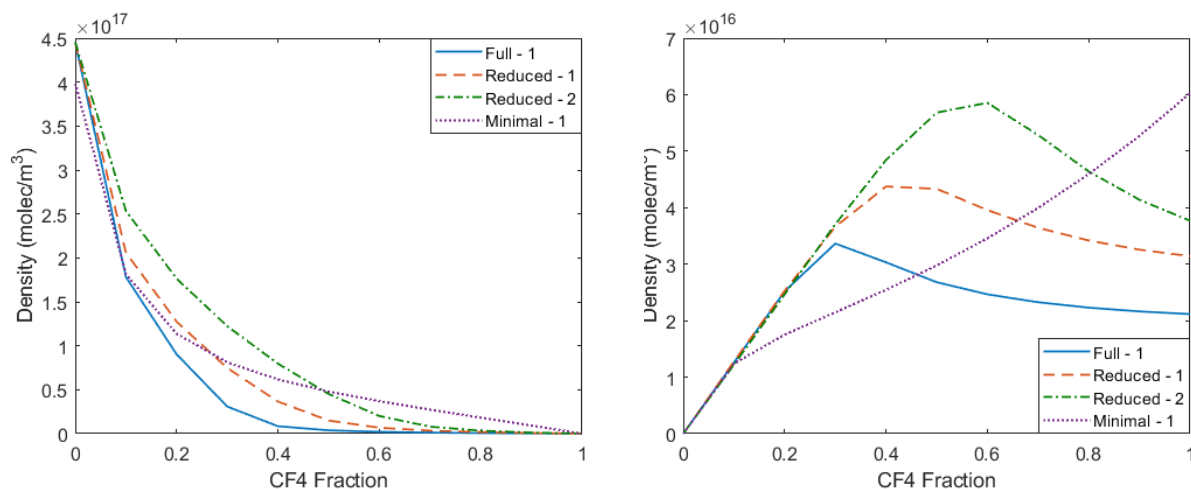 ×10^17
4.5
4
3.5
3
2.5
2
1.5
1
0.5
0
Density (molec/m^3)
0 0.2 0.4 0.6 0.8 1
CF4 Fraction
Full - 1
Reduced - 1
Reduced - 2
Minimal - 1
×10^16
7
6
5
4
3
2
1
0
Density (molec/m
0 0.2 0.4 0.6 0.8 1
CF4 Fraction
Full - 1
Reduced - 1
Reduced - 2
Minimal - 1